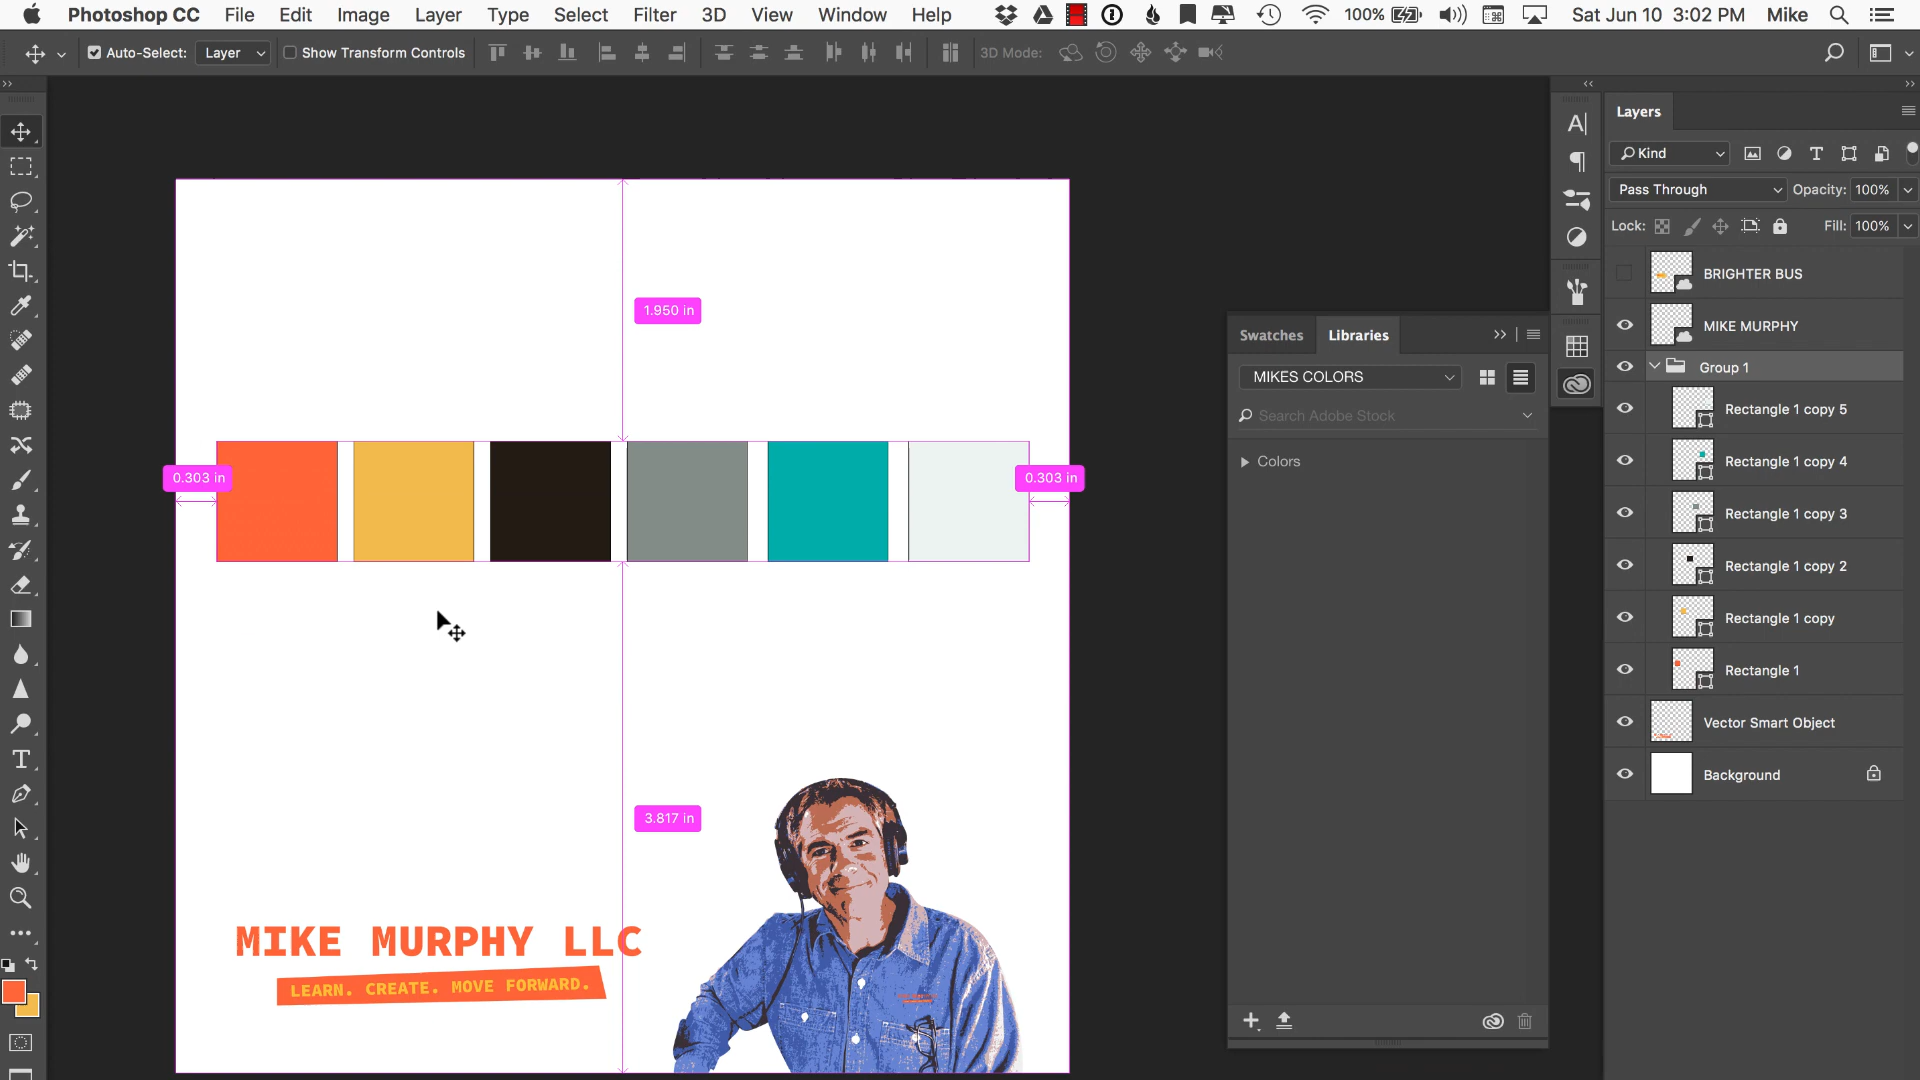 Photoshop CC File Edit Image Layer Type Select Filter 3D View Window Help 100% Sat Jun 10 3:02 PM Mike
Auto-Select: Layer Show Transform Controls 3D Mode:
Layers
Kind
Pass Through Opacity: 100%
Lock: Fill: 100%
BRIGHTER BUS
MIKE MURPHY
Group 1
Rectangle 1 copy 5
Rectangle 1 copy 4
Rectangle 1 copy 3
Rectangle 1 copy 2
Rectangle 1 copy
Rectangle 1
Vector Smart Object
Background
Swatches Libraries
MIKES COLORS
Search Adobe Stock
Colors
1.950 in
0.303 in
0.303 in
3.817 in
MIKE MURPHY LLC
LEARN. CREATE. MOVE FORWARD.